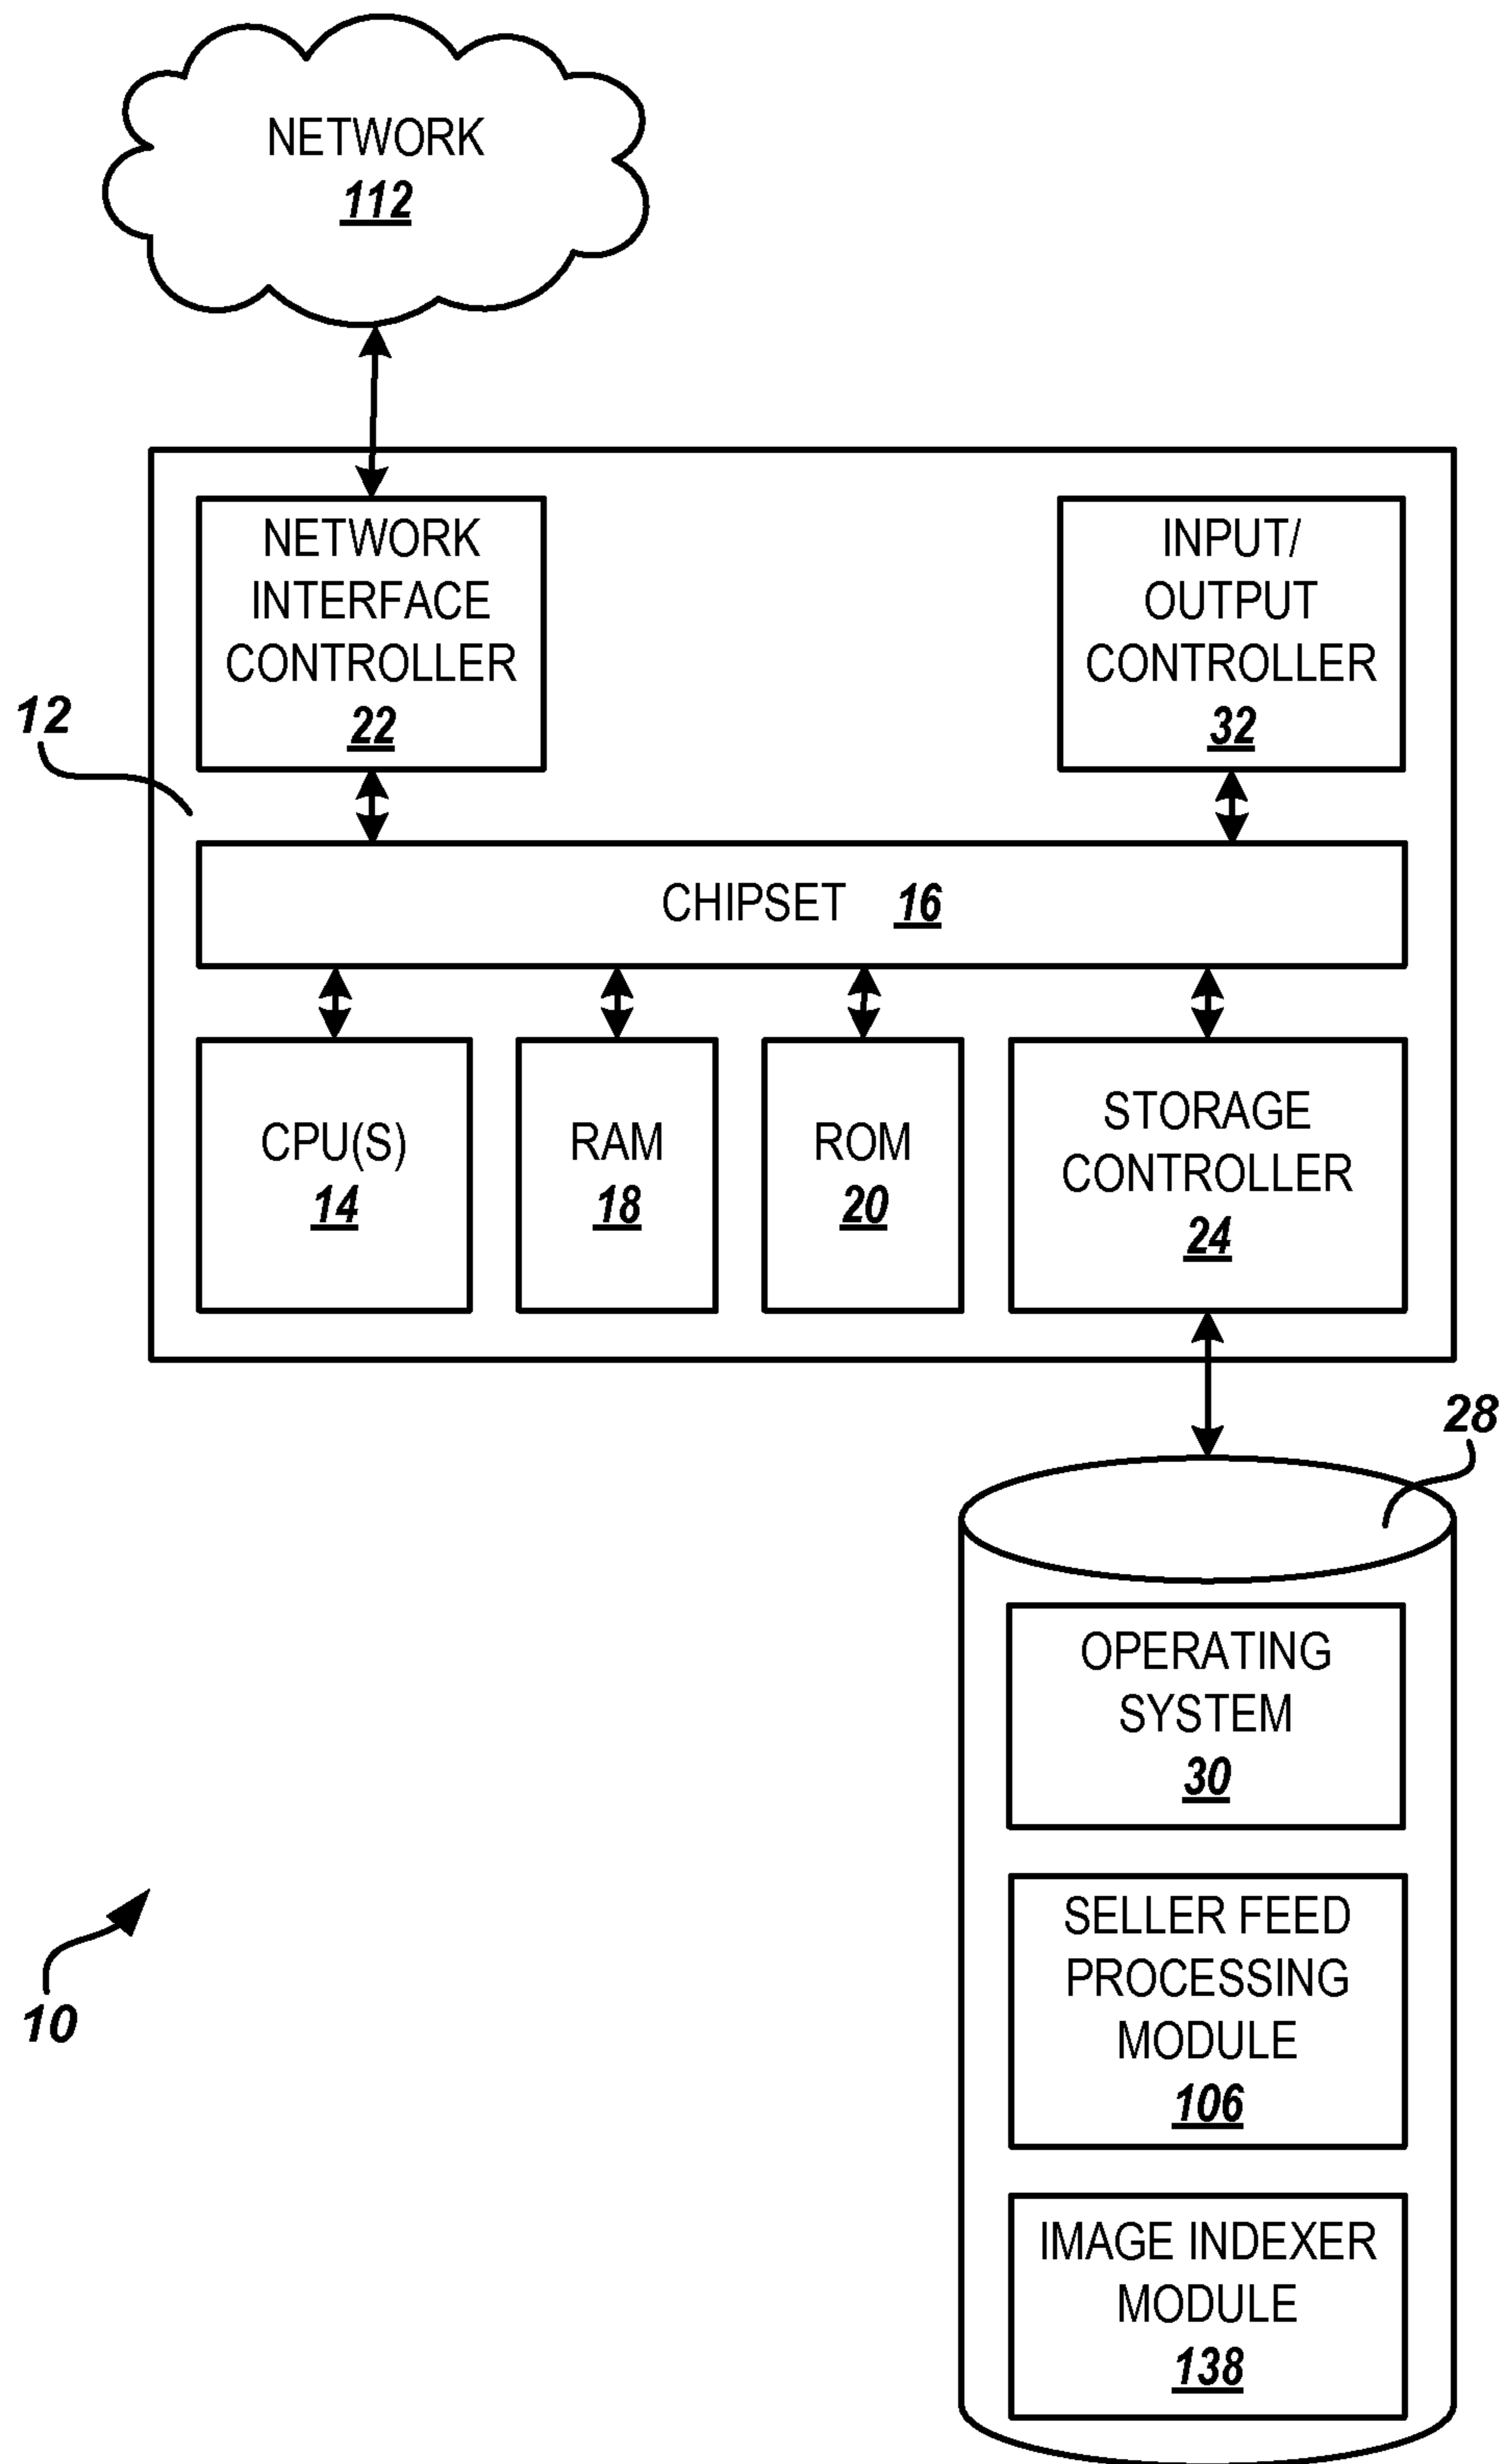 NETWORK
112
NETWORK
INTERFACE
CONTROLLER
22
INPUT/
OUTPUT
CONTROLLER
32
12
CHIPSET 16
CPU(S)
14
RAM
18
ROM
20
STORAGE
CONTROLLER
24
28
OPERATING
SYSTEM
30
SELLER FEED
PROCESSING
MODULE
106
10
IMAGE INDEXER
MODULE
138